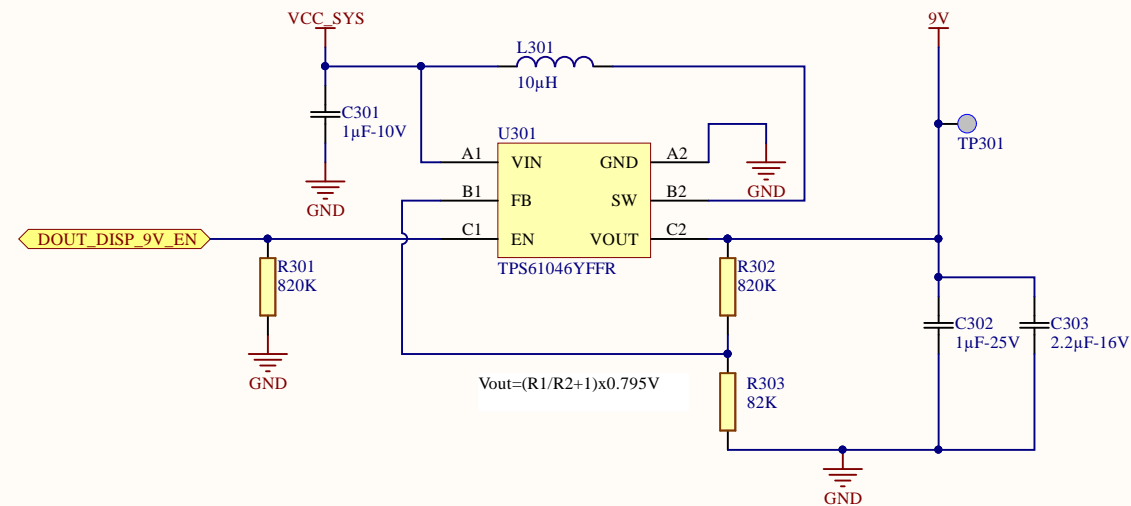 VCC_SYS
9V
L301
10µH
C301
1µF-10V
U301
TP301
A1 VIN GND A2
GND
B1 FB SW B2
GND
DOUT_DISP_9V_EN
C1 EN VOUT C2
TPS61046YFFR
R301
820K
R302
820K
C302
1µF-25V
C303
2.2µF-16V
GND
Vout=(R1/R2+1)x0.795V
R303
82K
GND